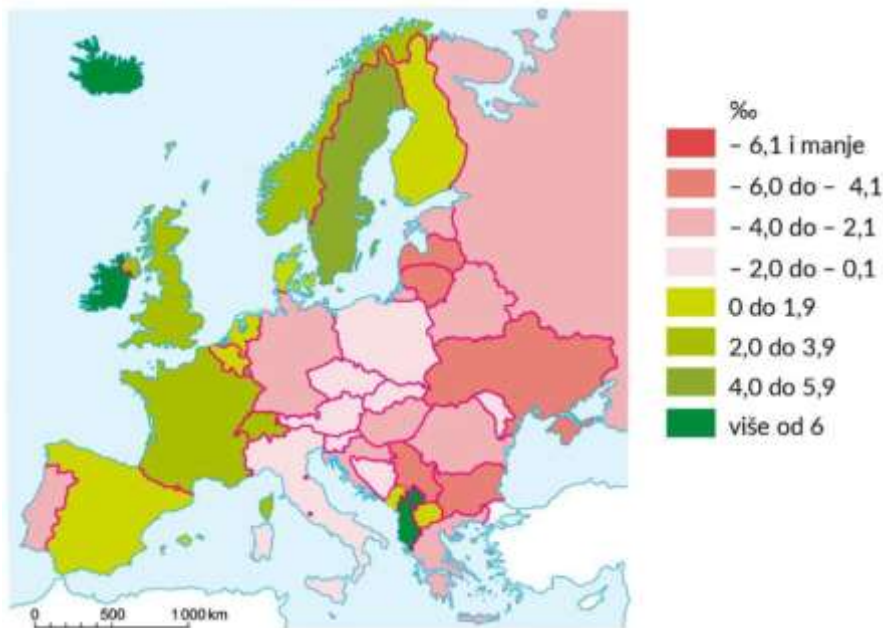 ‰
– 6,1 i manje
– 6,0 do – 4,1
– 4,0 do – 2,1
– 2,0 do – 0,1
0 do 1,9
2,0 do 3,9
4,0 do 5,9
više od 6
0 500 1 000 km